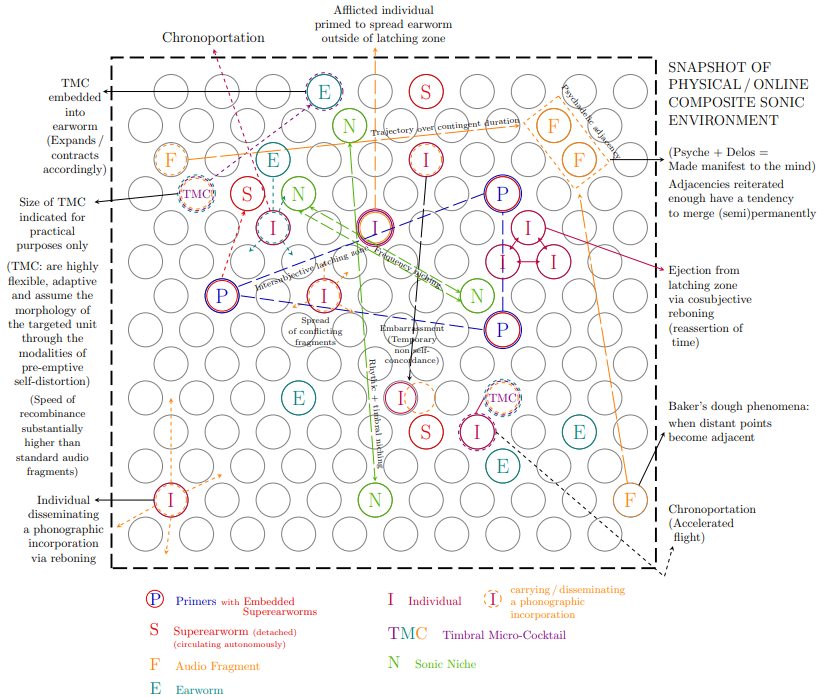 Afflicted individual
primed to spread earworm
outside of latching zone
Chronoportation
TMC
embedded
into
earworm
(Expands /
contracts
accordingly)
Size of TMC
indicated for
practical
purposes only
(TMC: are highly
flexible, adaptive
and assume the
morphology of
the targeted unit
through the
modalities of
pre-emptive
self-distortion)
(Speed of
recombinance
substantially
higher than
standard audio
fragments)
Individual
disseminating
a phonographic
incorporation
via reboning
E
S
N
Trajectory over contingent duration
F
Psychadelic adjacency
F
E
I
F
TMC
S
N
P
I
I
I
Intersubjective latching zone
Frequency niching
I
I
P
I
N
Spread
of conflicting
fragments
Embarrassment
(Temporary
non self-
concordance)
P
Rhythic + timbral niching
E
I
TMC
S
I
E
E
I
N
F
SNAPSHOT OF
PHYSICAL / ONLINE
COMPOSITE SONIC
ENVIRONMENT
(Psyche + Delos =
Made manifest to the mind)
Adjacencies reiterated
enough have a tendency
to merge (semi)permanently
Ejection from
latching zone
via cosubjective
reboning
(reassertion of
time)
Baker's dough phenomena:
when distant points
become adjacent
Chronoportation
(Accelerated
flight)
P Primers with Embedded
Superearworms
S Superearworm (detached)
(circulating autonomously)
F Audio Fragment
E Earworm
I Individual
I carrying / disseminating
a phonographic
incorporation
TMC Timbral Micro-Cocktail
N Sonic Niche